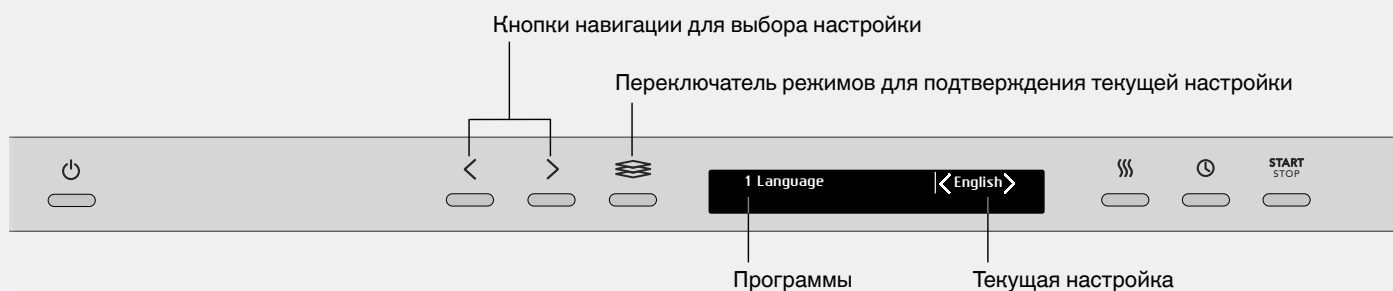 Кнопки навигации для выбора настройки
Переключатель режимов для подтверждения текущей настройки
START
STOP
1 Language
English
Программы
Текущая настройка